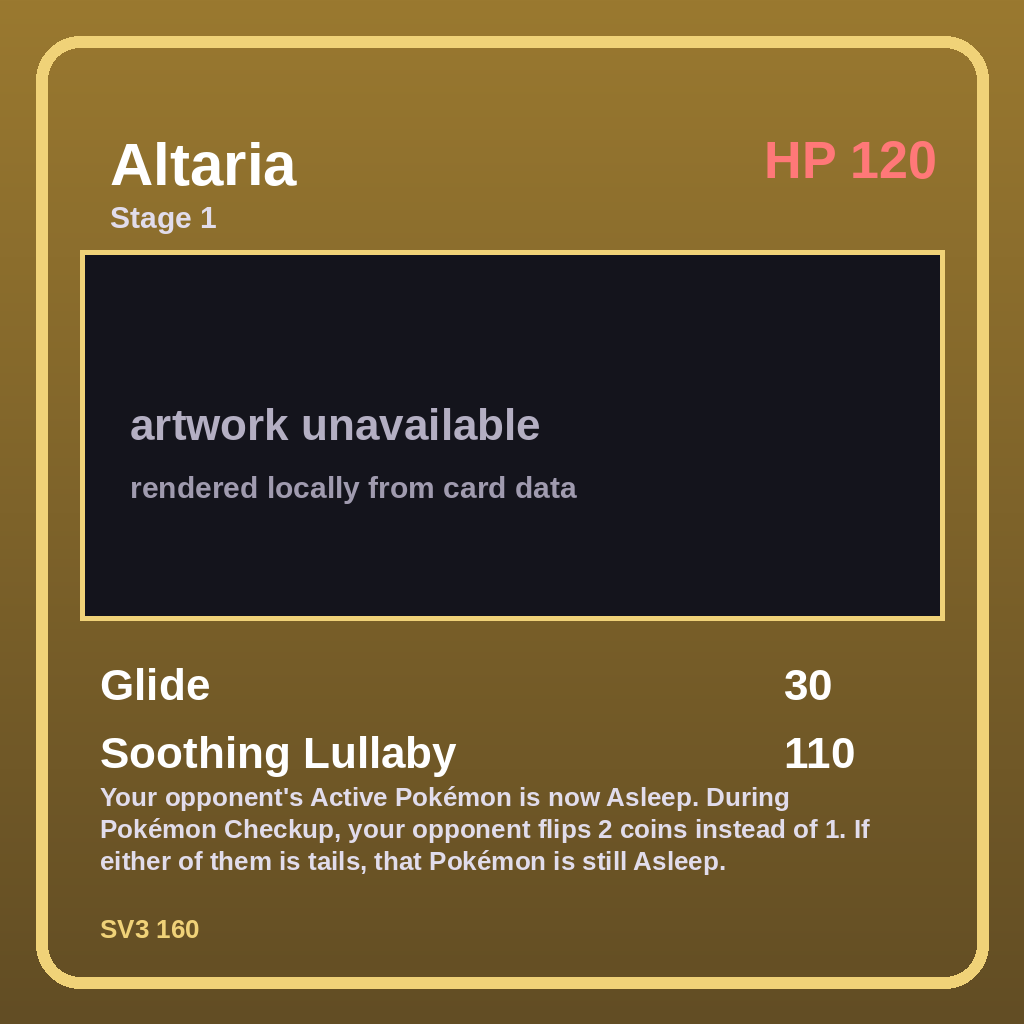 Altaria
HP 120
Stage 1
artwork unavailable
rendered locally from card data
Glide 30
Soothing Lullaby 110
Your opponent's Active Pokémon is now Asleep. During
Pokémon Checkup, your opponent flips 2 coins instead of 1. If
either of them is tails, that Pokémon is still Asleep.
SV3 160